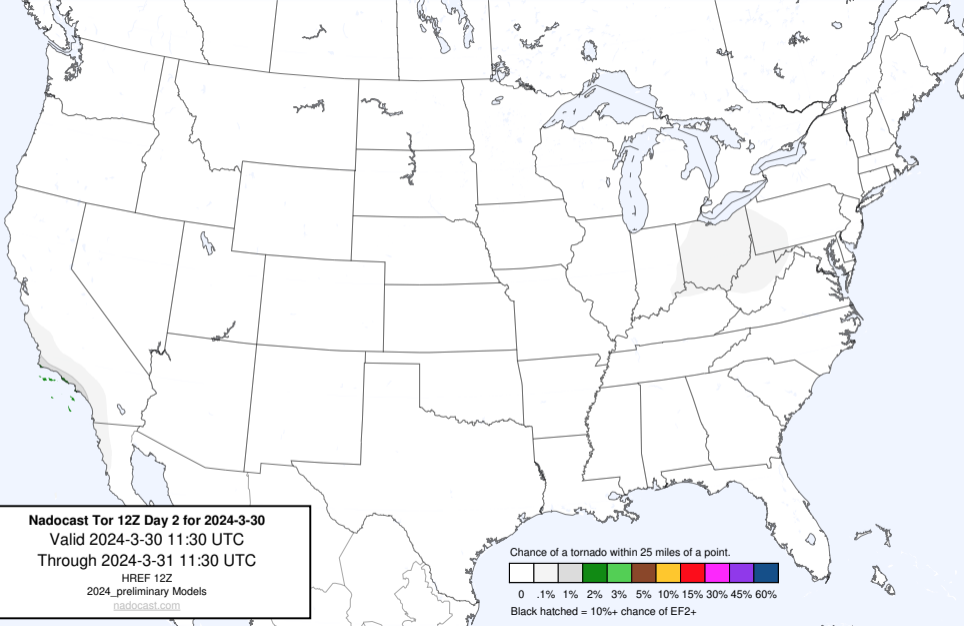 Nadocast Tor 12Z Day 2 for 2024-3-30
Valid 2024-3-30 11:30 UTC
Through 2024-3-31 11:30 UTC
HREF 12Z
2024_preliminary Models
nadocast.com
Chance of a tornado within 25 miles of a point.
0 .1% 1% 2% 3% 5% 10% 15% 30% 45% 60%
Black hatched = 10%+ chance of EF2+